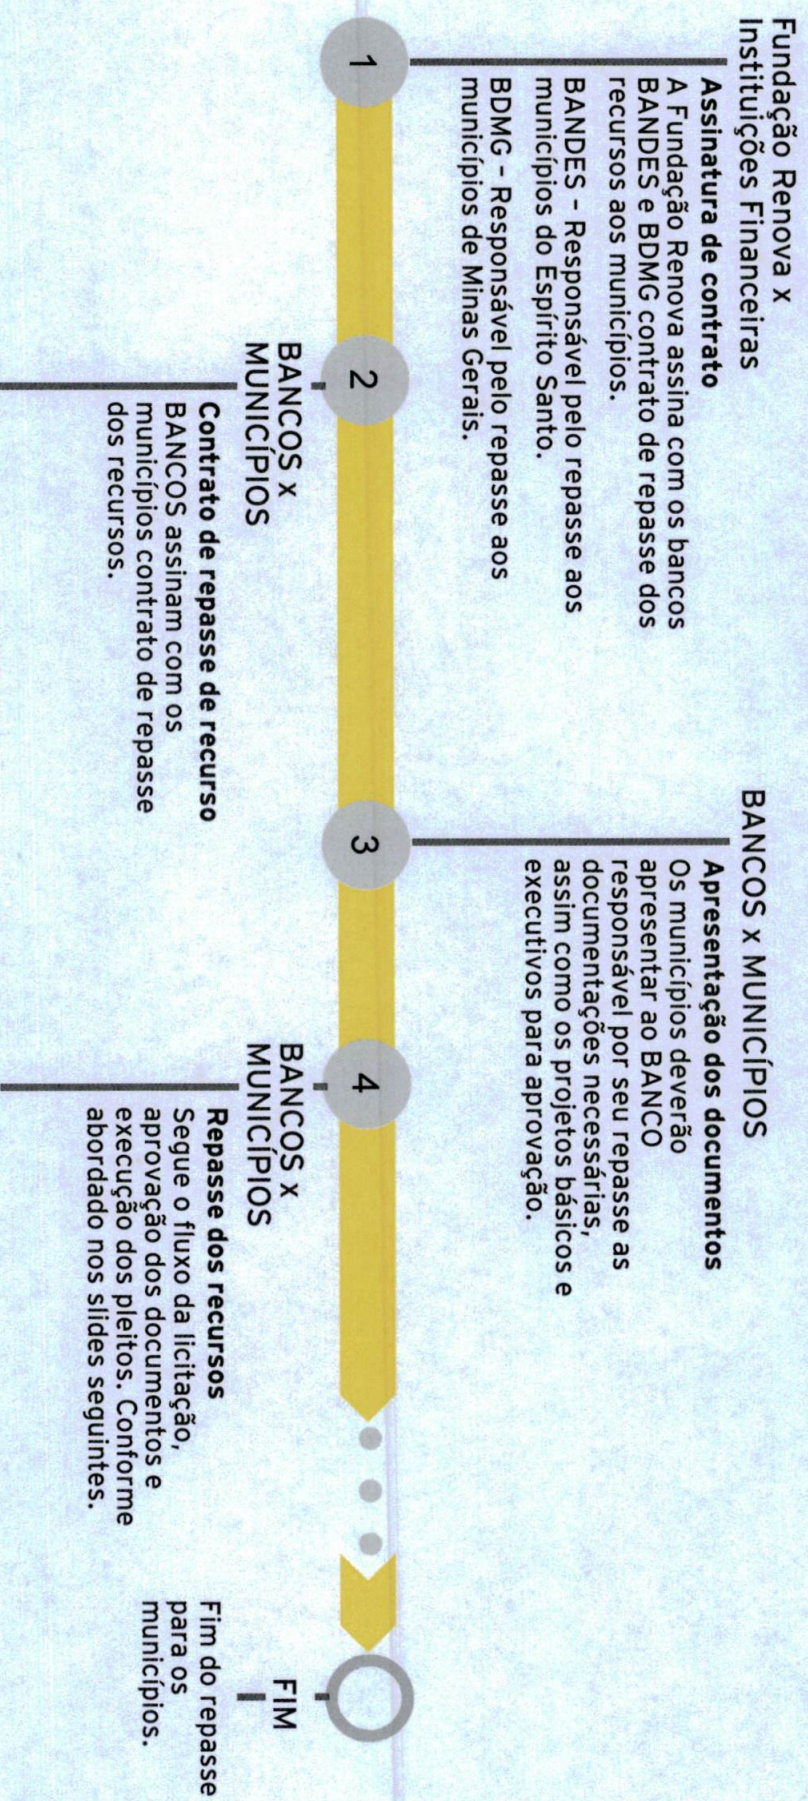 Fundação Renova x
Instituições Financeiras
Assinatura de contrato
A Fundação Renova assina com os bancos
BANDES e BDMG contrato de repasse dos
recursos aos municípios.
BANDES - Responsável pelo repasse aos
municípios do Espírito Santo.
BDMG - Responsável pelo repasse aos
municípios de Minas Gerais.
1
2
BANCOS x
MUNICÍPIOS
Contrato de repasse de recurso
BANCOS assinam com os
municípios contrato de repasse
dos recursos.
BANCOS x MUNICÍPIOS
Apresentação dos documentos
Os municípios deverão
apresentar ao BANCO
responsável por seu repasse as
documentações necessárias,
assim como os projetos básicos e
executivos para aprovação.
3
4
BANCOS x
MUNICÍPIOS
Repasse dos recursos
Segue o fluxo da licitação,
aprovação dos documentos e
execução dos pleitos. Conforme
abordado nos slides seguintes.
FIM
Fim do repasse
para os
municípios.